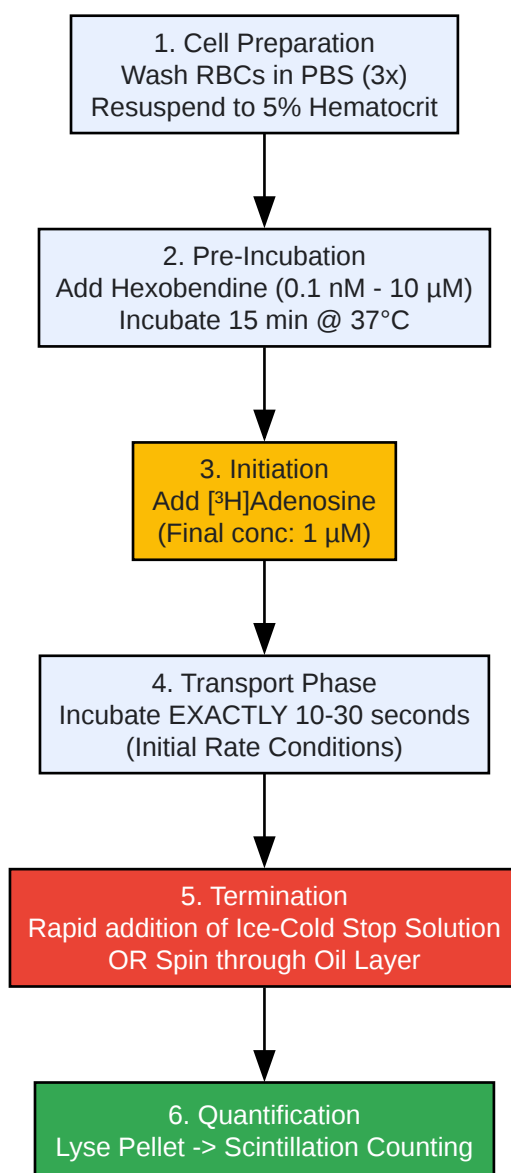 1. Cell Preparation
Wash RBCs in PBS (3x)
Resuspend to 5% Hematocrit
2. Pre-Incubation
Add Hexobendine (0.1 nM - 10 µM)
Incubate 15 min @ 37°C
3. Initiation
Add [³H]Adenosine
(Final conc: 1 µM)
4. Transport Phase
Incubate EXACTLY 10-30 seconds
(Initial Rate Conditions)
5. Termination
Rapid addition of Ice-Cold Stop Solution
OR Spin through Oil Layer
6. Quantification
Lyse Pellet -> Scintillation Counting